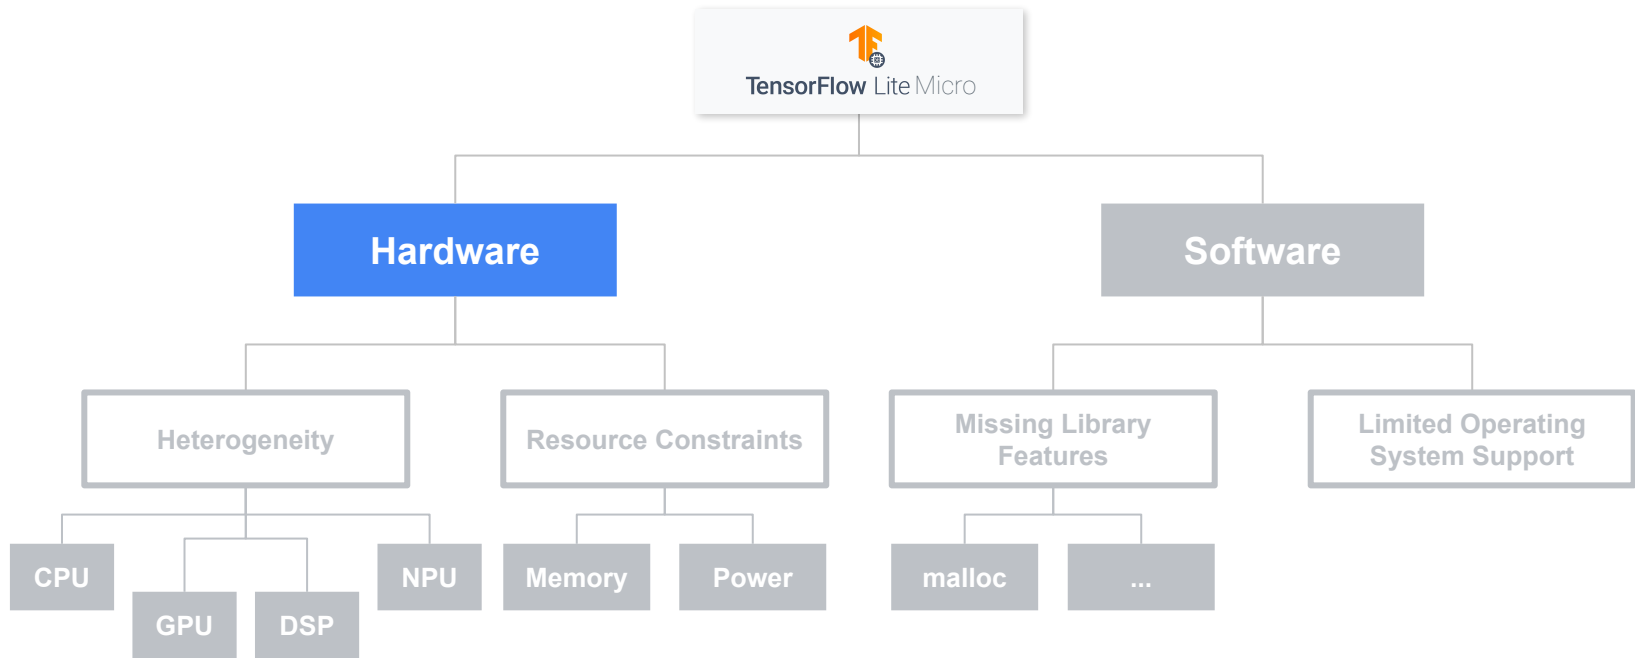 TensorFlow Lite Micro
Hardware
Software
Heterogeneity
Resource Constraints
Missing Library
Features
Limited Operating
System Support
CPU
GPU
DSP
NPU
Memory
Power
malloc
...